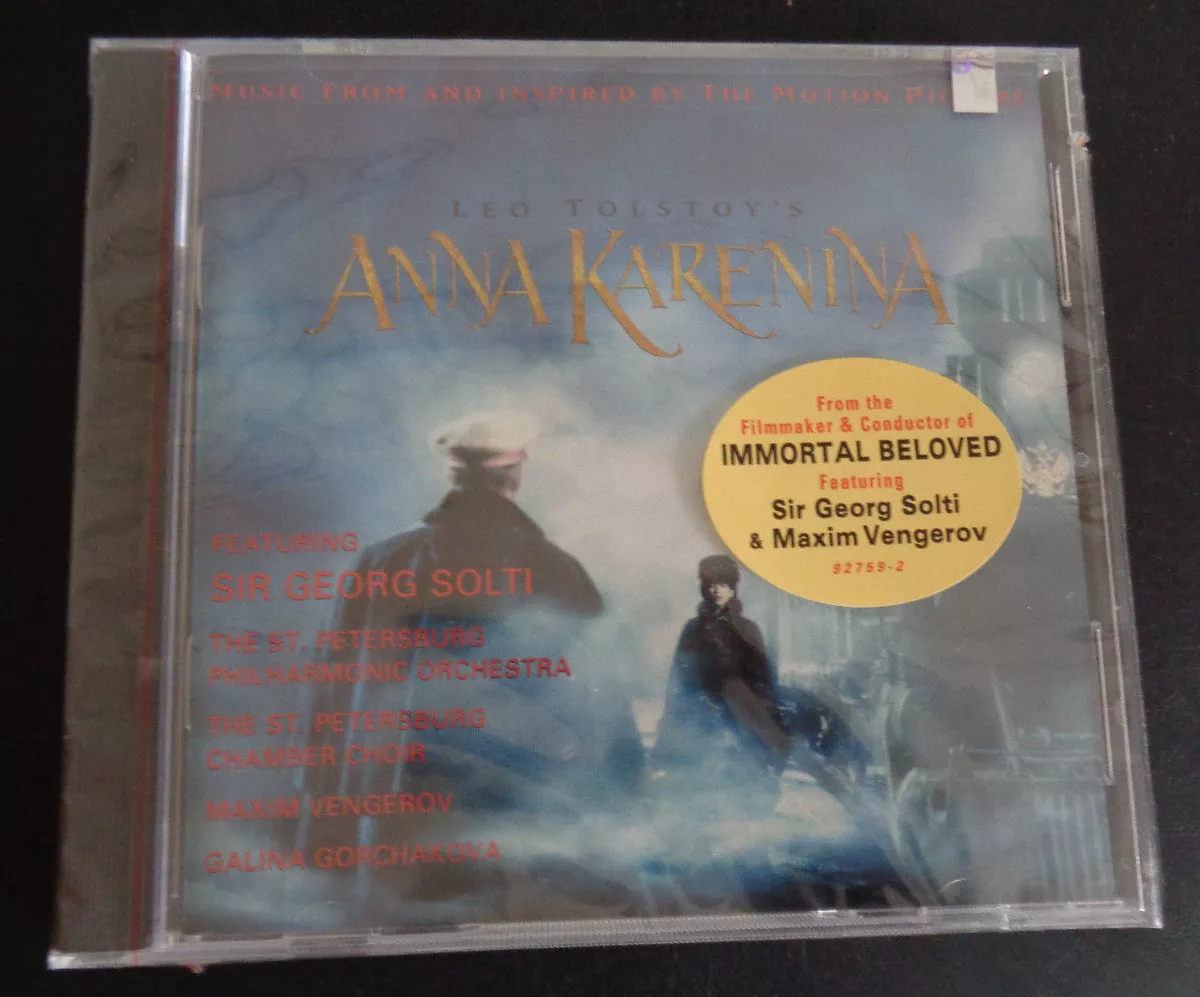 MUSIC FROM AND INSPIRED BY THE MOTION
LEO TOLSTOY'S
ANNA KARENINA
From the
Filmmaker & Conductor of
IMMORTAL BELOVED
Featuring
Sir Georg Solti
& Maxim Vengerov
92759-2
FEATURING
SIR GEORG SOLTI
THE ST. PETERSBURG
PHILHARMONIC ORCHESTRA
THE ST. PETERSBURG
CHAMBER CHOIR
MAXIM VENGEROV
GALINA GORCHAKOVA